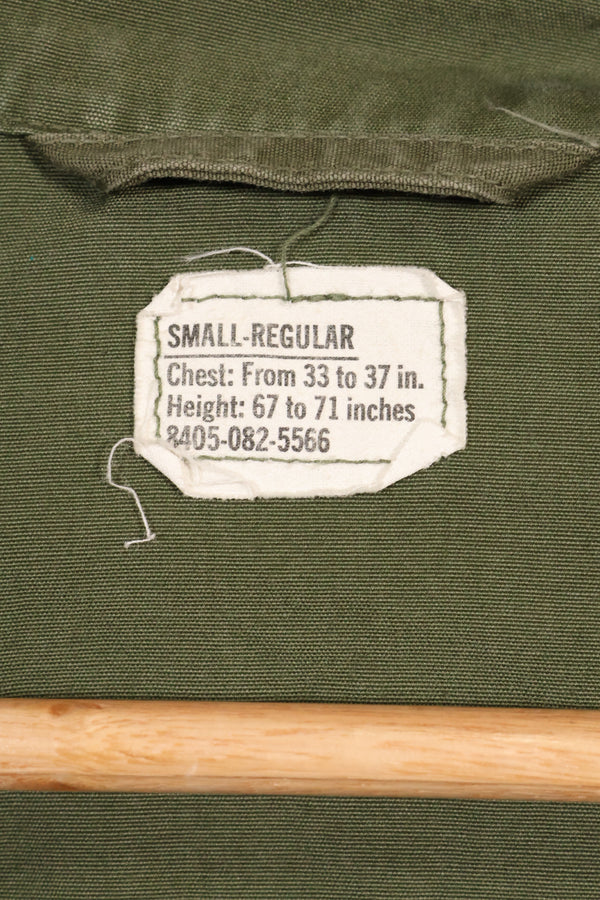 SMALL-REGULAR
Chest: From 33 to 37 in.
Height: 67 to 71 inches
8405-082-5566